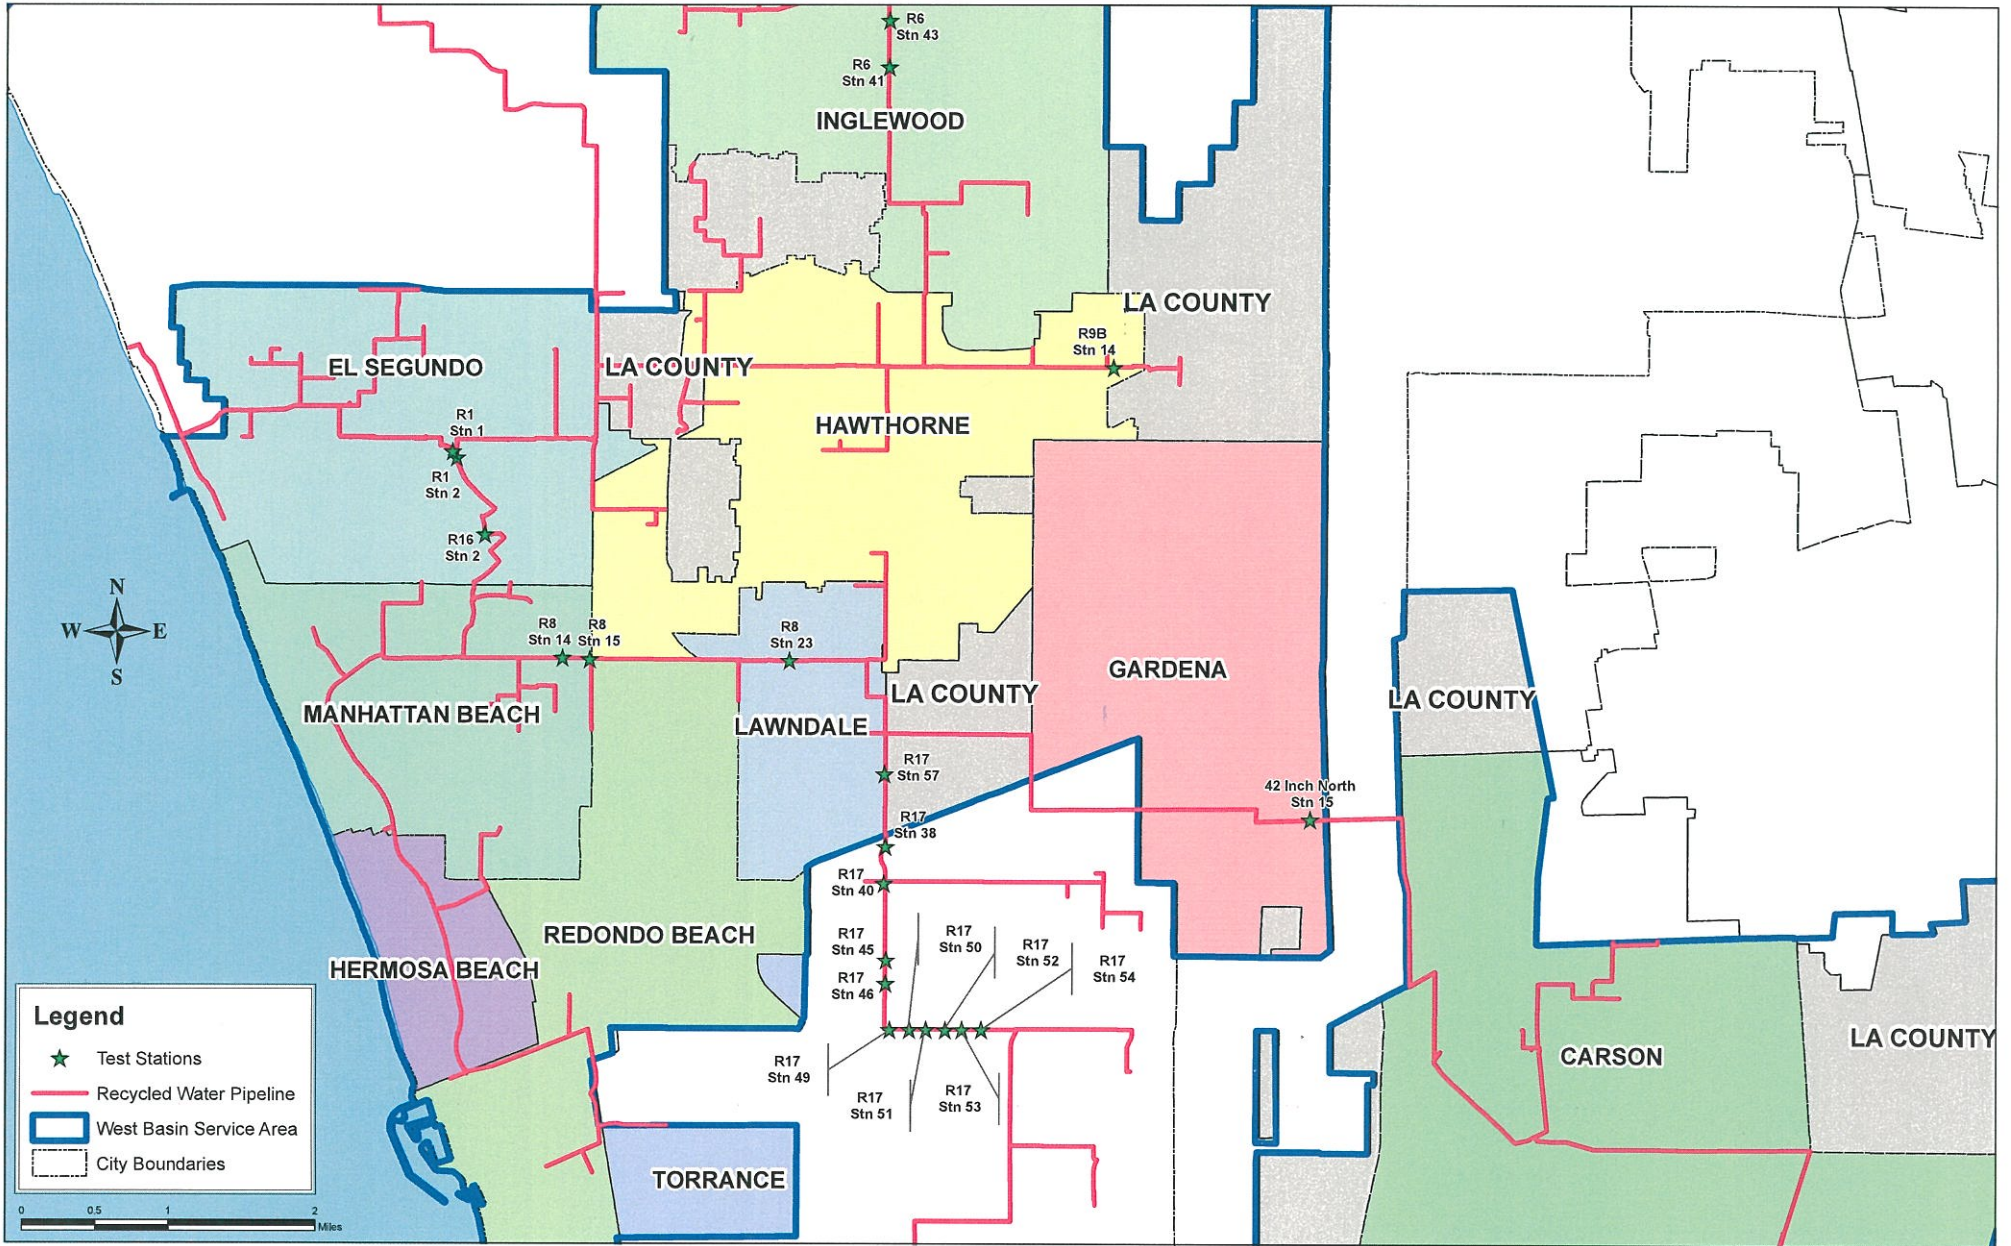 R6
Stn 43
R6
Stn 41
INGLEWOOD
LA COUNTY
R9B
Stn 14
EL SEGUNDO
LA COUNTY
R1
Stn 1
HAWTHORNE
R1
Stn 2
R16
Stn 2
N
W
E
S
R8
Stn 14
R8
Stn 15
R8
Stn 23
GARDENA
LA COUNTY
LA COUNTY
MANHATTAN BEACH
LAWNDALE
R17
Stn 57
42 Inch North
Stn 15
R17
Stn 38
R17
Stn 40
REDONDO BEACH
R17
Stn 45
R17
Stn 50
R17
Stn 52
R17
Stn 54
HERMOSA BEACH
R17
Stn 46
R17
Stn 49
R17
Stn 51
R17
Stn 53
CARSON
LA COUNTY
TORRANCE
Legend
Test Stations
Recycled Water Pipeline
West Basin Service Area
City Boundaries
0 0.5 1 2
Miles